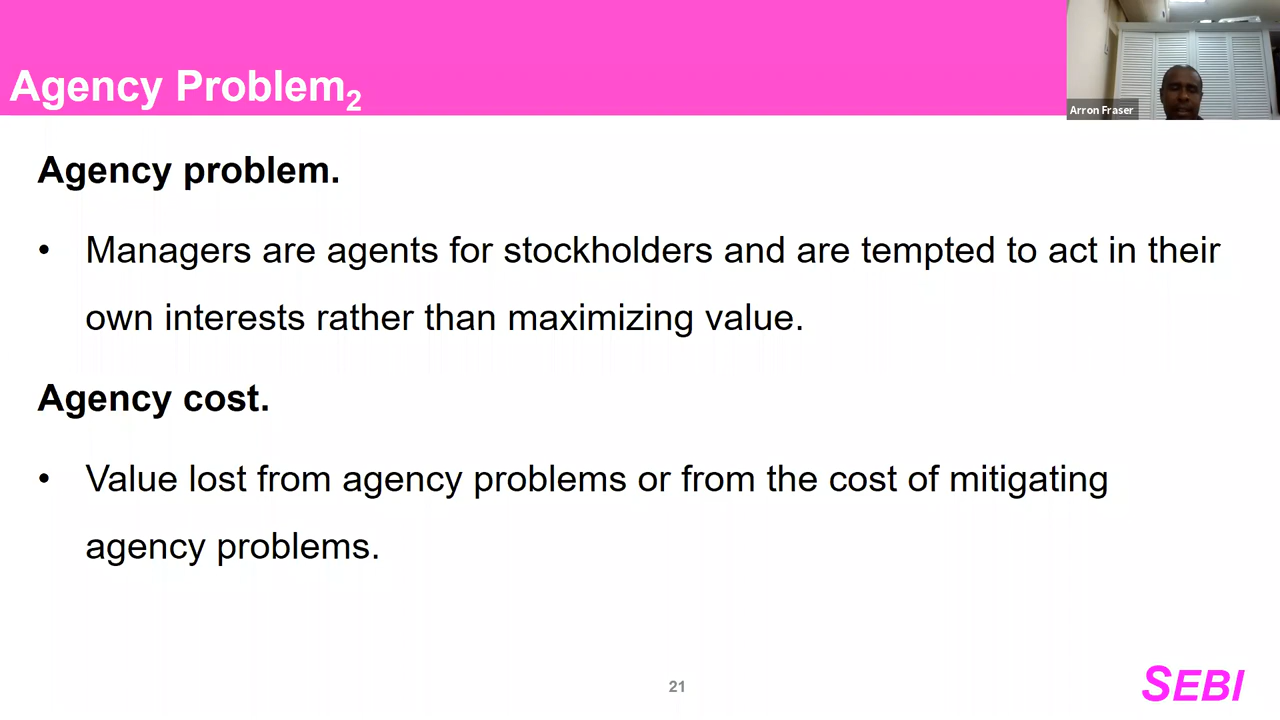 Agency Problem2
Arron Fraser
Agency problem.
• Managers are agents for stockholders and are tempted to act in their
own interests rather than maximizing value.
Agency cost.
• Value lost from agency problems or from the cost of mitigating
agency problems.
21
SEBI